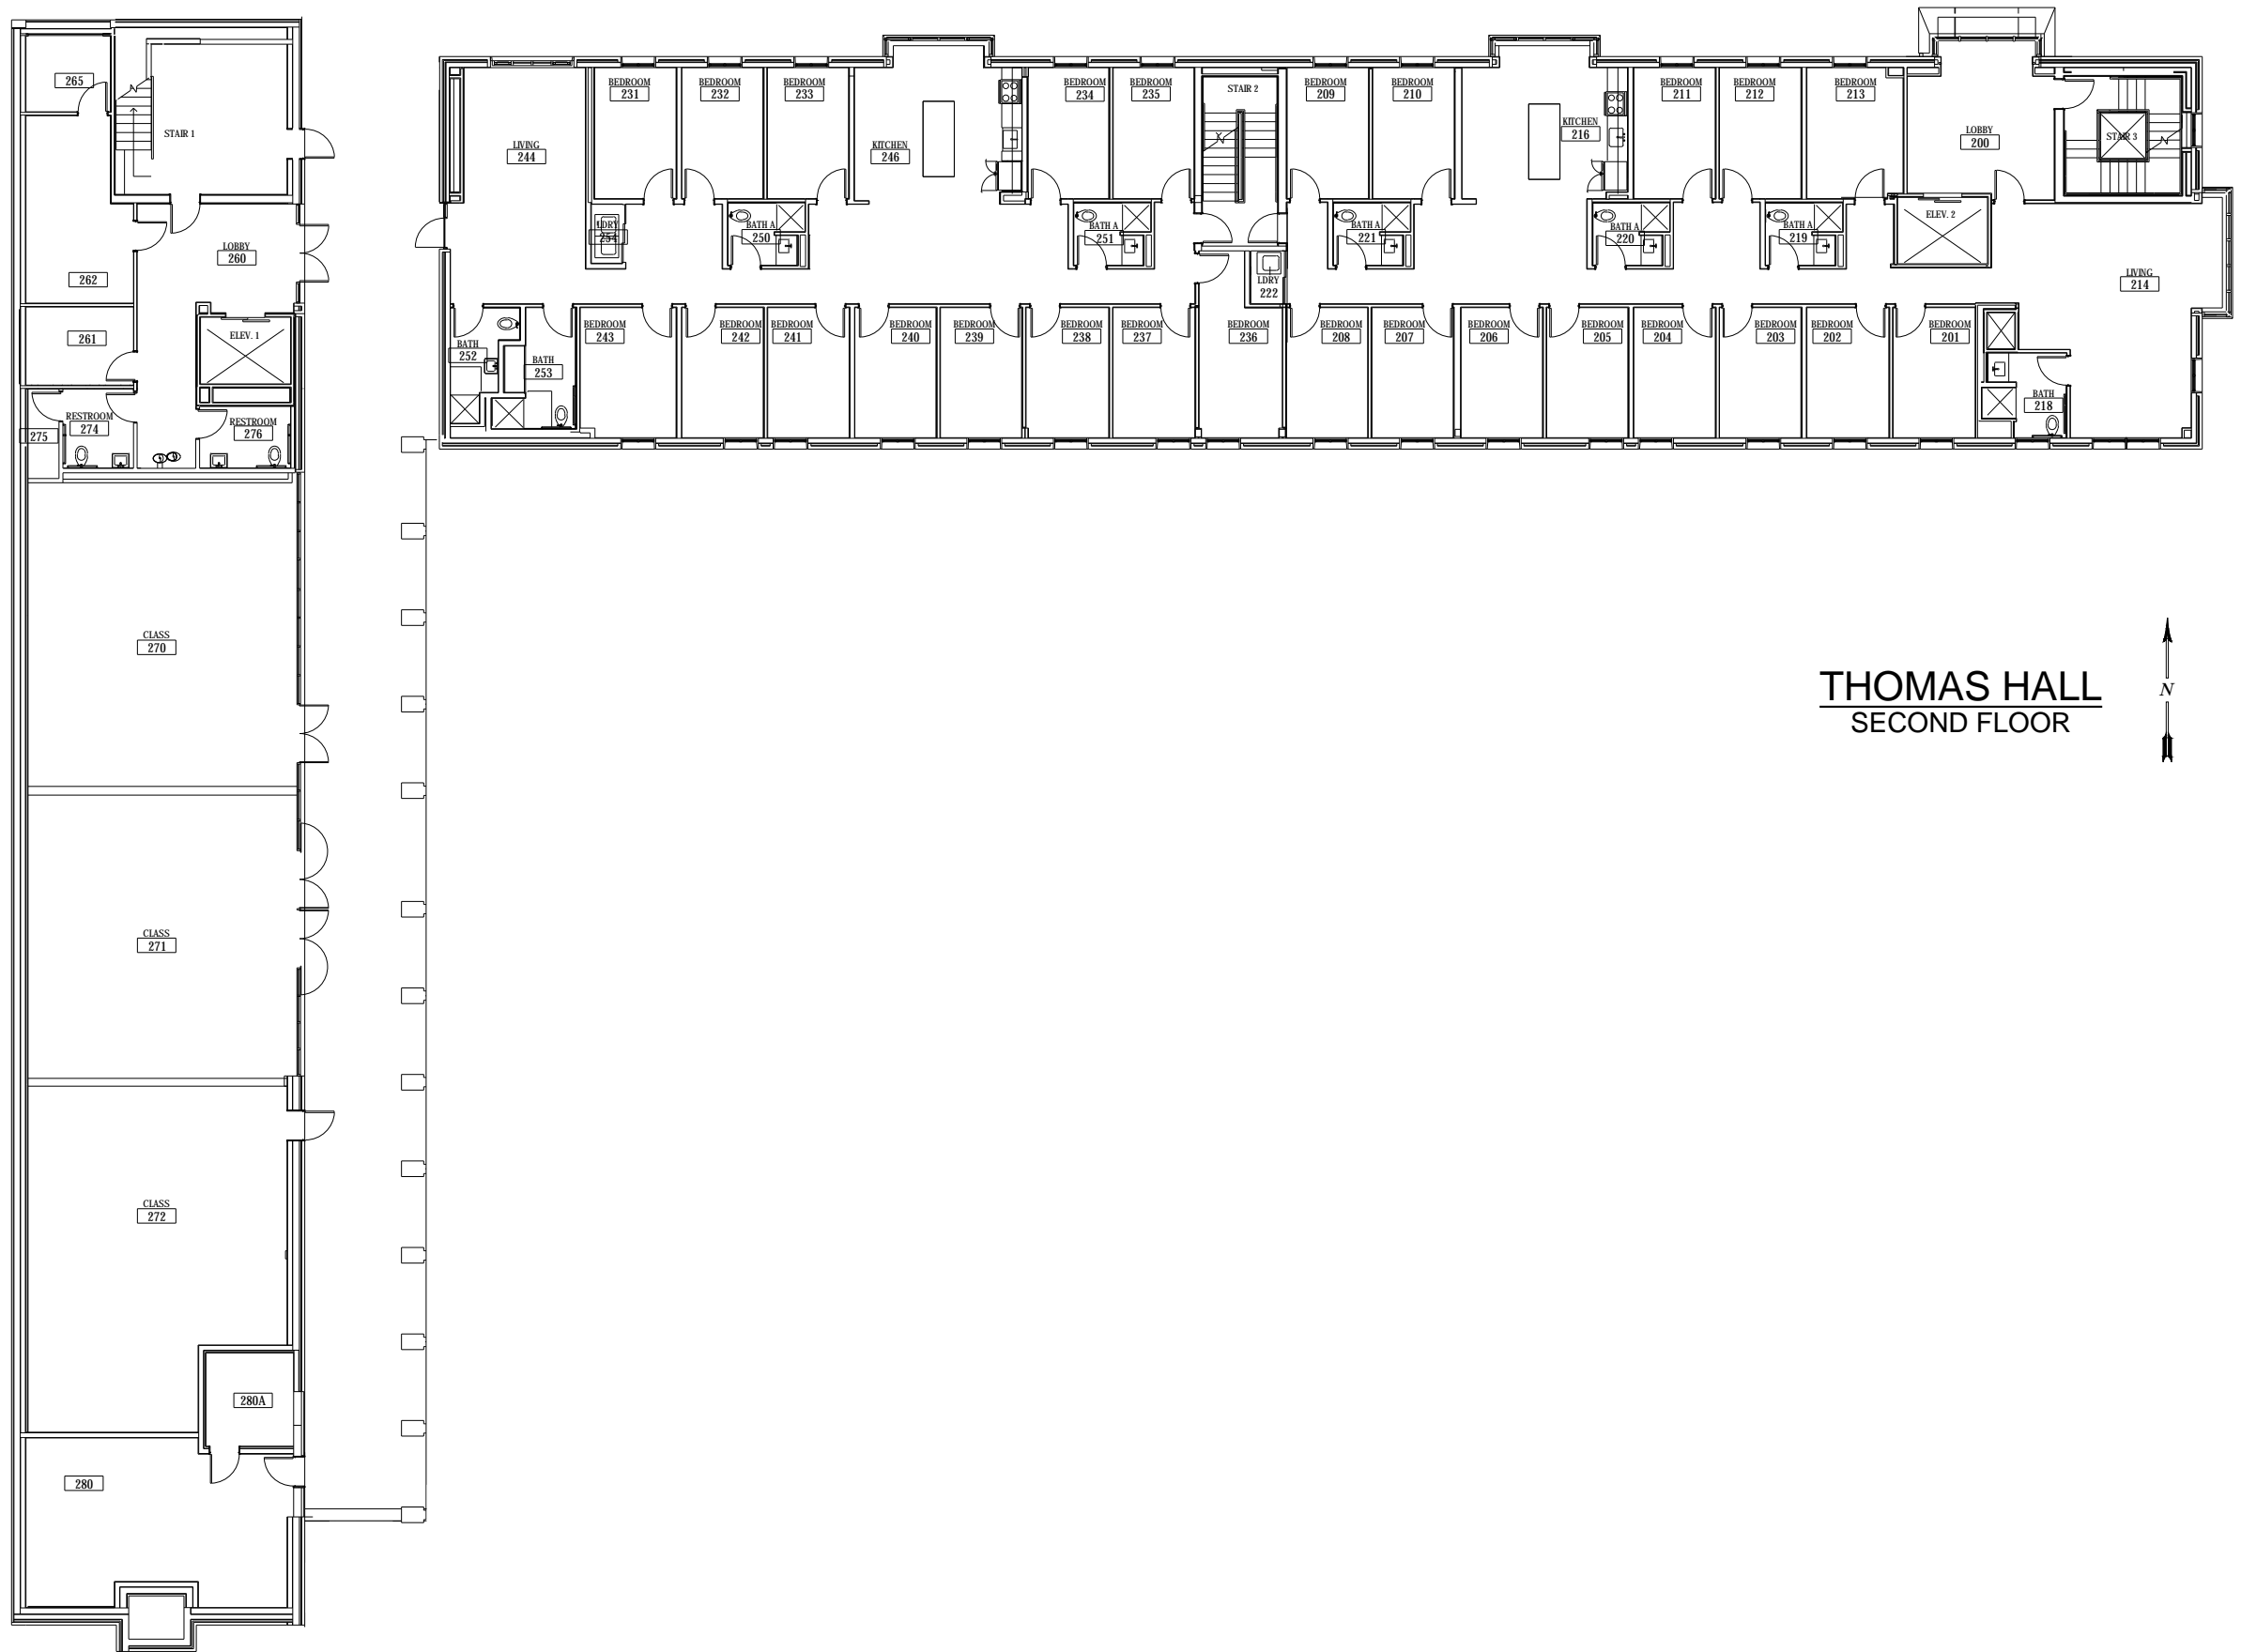 265
STAIR 1
262
LOBBY
260
261
ELEV. 1
RESTROOM
274
275
RESTROOM
276
CLASS
270
CLASS
271
CLASS
272
280A
280
LIVING
244
BEDROOM
231
BEDROOM
232
BEDROOM
233
KITCHEN
246
BEDROOM
234
BEDROOM
235
STAIR 2
BEDROOM
209
BEDROOM
210
KITCHEN
216
BEDROOM
211
BEDROOM
212
BEDROOM
213
LOBBY
200
STAIR 3
LDRY
254
BATH A
250
BATH A
251
LDRY
222
BATH A
221
BATH A
220
BATH A
219
ELEV. 2
LIVING
214
BATH
252
BATH
253
BEDROOM
243
BEDROOM
242
BEDROOM
241
BEDROOM
240
BEDROOM
239
BEDROOM
238
BEDROOM
237
BEDROOM
236
BEDROOM
208
BEDROOM
207
BEDROOM
206
BEDROOM
205
BEDROOM
204
BEDROOM
203
BEDROOM
202
BEDROOM
201
BATH
218
THOMAS HALL
SECOND FLOOR
N